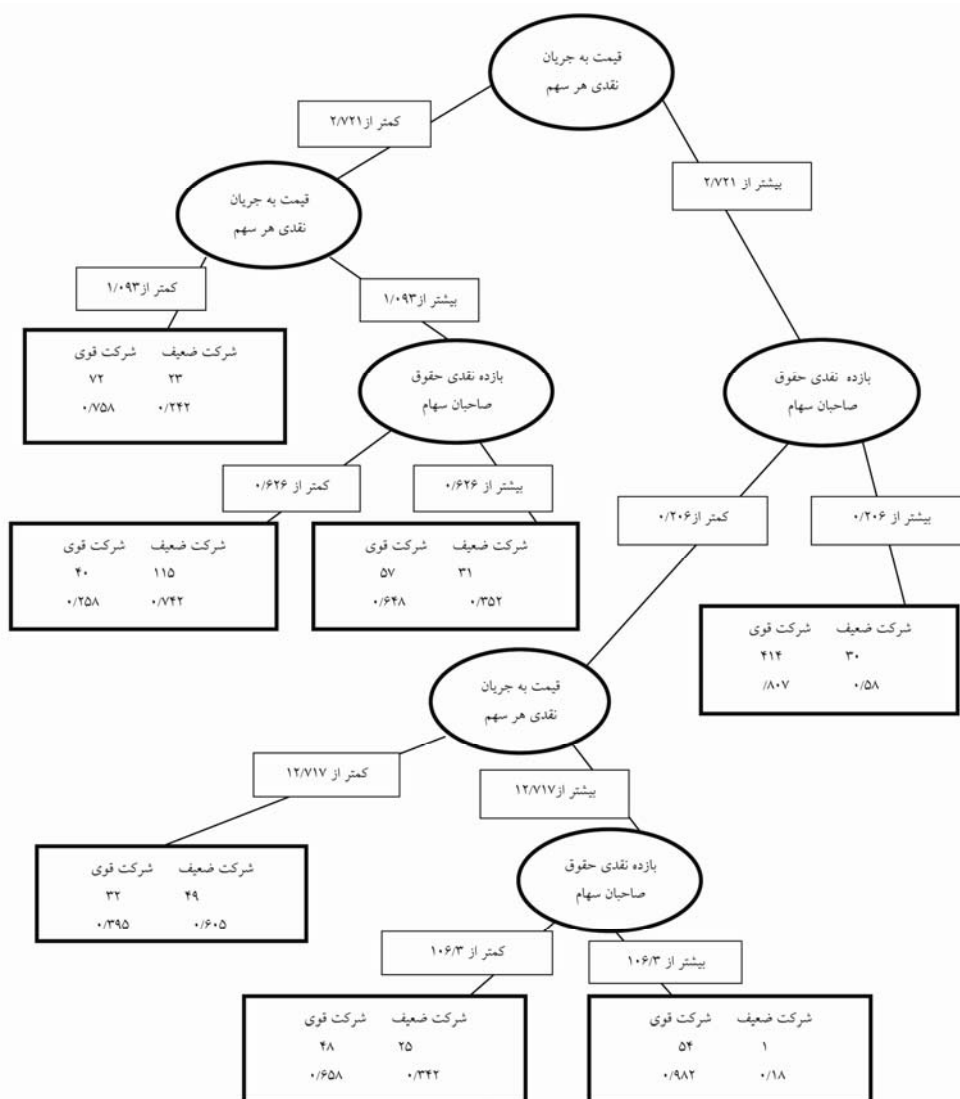 قیمت به جریان
نقدی هر سهم
کمتر از۲/۷۲۱
بیشتر از ۲/۷۲۱
قیمت به جریان
نقدی هر سهم
کمتر از۱/۰۹۳
بیشتر از۱/۰۹۳
شرکت ضعیف شرکت قوی
۲۳ ۷۲
۰/۲۴۲ ۰/۷۵۸
بازده نقدی حقوق
صاحبان سهام
بازده نقدی حقوق
صاحبان سهام
کمتر از ۰/۶۲۶
بیشتر از ۰/۶۲۶
کمتر از۰/۲۰۶
بیشتر از ۰/۲۰۶
شرکت ضعیف شرکت قوی
۱۱۵ ۴۰
۰/۷۴۲ ۰/۲۵۸
شرکت ضعیف شرکت قوی
۳۱ ۵۷
۰/۳۵۲ ۰/۶۴۸
شرکت ضعیف شرکت قوی
۳۰ ۴۱۴
۰/۵۸ /۸۰۷
قیمت به جریان
نقدی هر سهم
کمتر از ۱۲/۷۱۷
بیشتر از۱۲/۷۱۷
شرکت ضعیف شرکت قوی
۴۹ ۳۲
۰/۶۰۵ ۰/۳۹۵
بازده نقدی حقوق
صاحبان سهام
کمتر از ۱۰۶/۳
بیشتر از ۱۰۶/۳
شرکت ضعیف شرکت قوی
۲۵ ۴۸
۰/۳۴۲ ۰/۶۵۸
شرکت ضعیف شرکت قوی
۱ ۵۴
۰/۱۸ ۰/۹۸۲